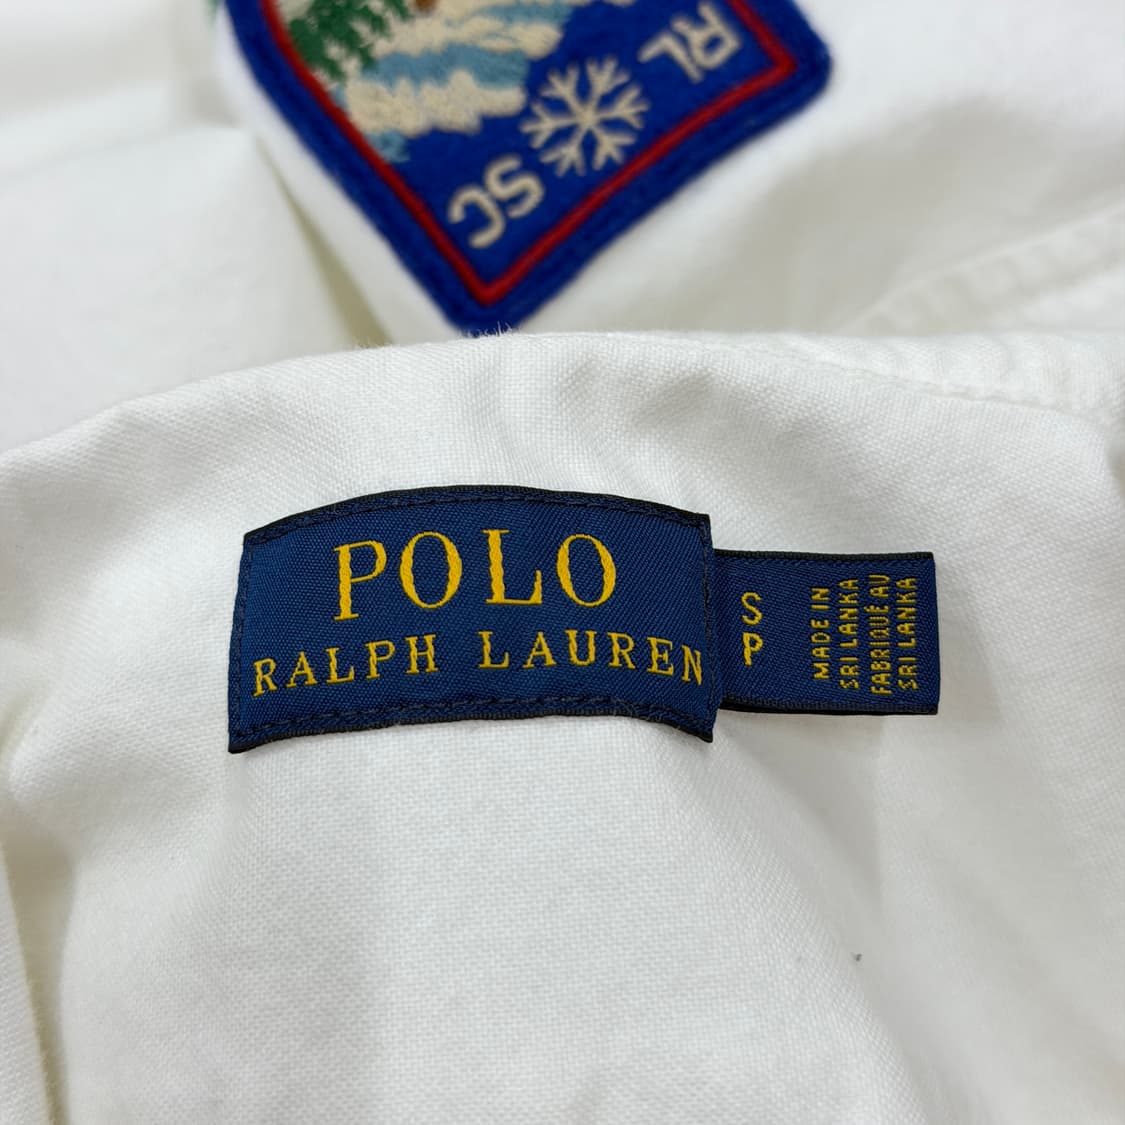 RL
SC
POLO
RALPH LAUREN
S
P
MADE IN
SRI LANKA
FABRIQUÉ AU
SRI LANKA